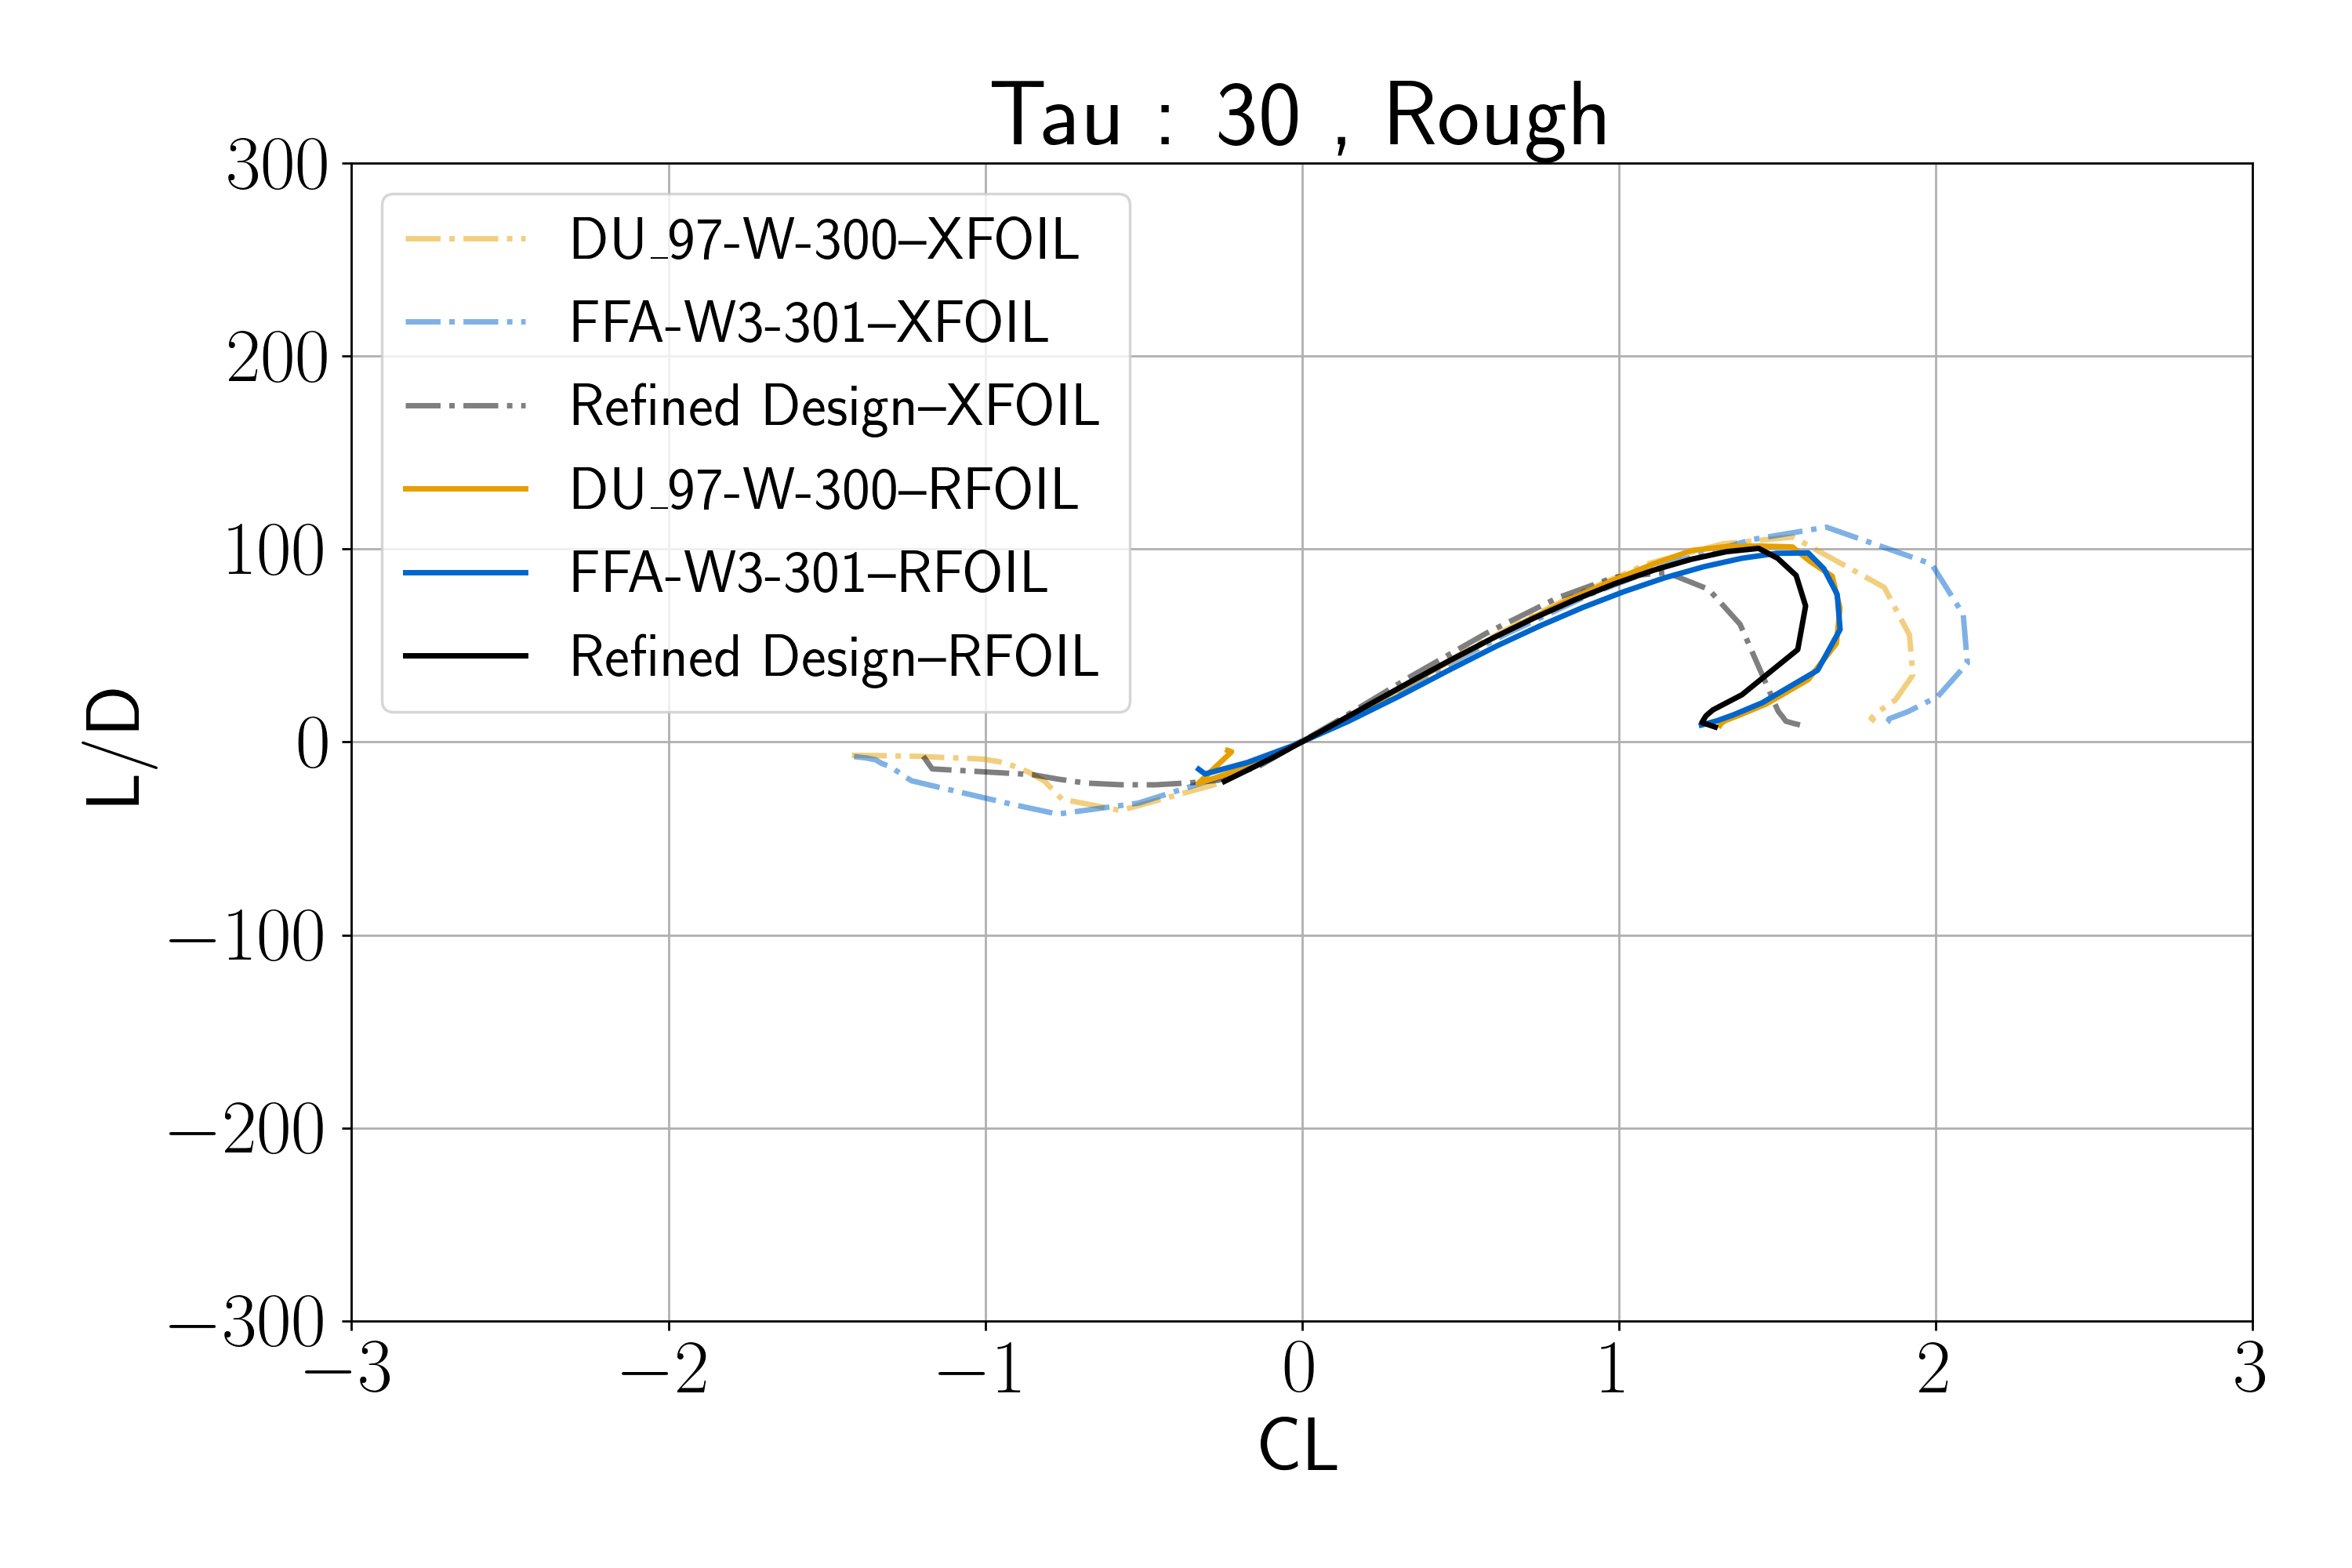 Tau : 30 , Rough
300
200
100
0
−100
−200
−300
L/D
DU_97-W-300–XFOIL
FFA-W3-301–XFOIL
Refined Design–XFOIL
DU_97-W-300–RFOIL
FFA-W3-301–RFOIL
Refined Design–RFOIL
−3 −2 −1 0 1 2 3
CL